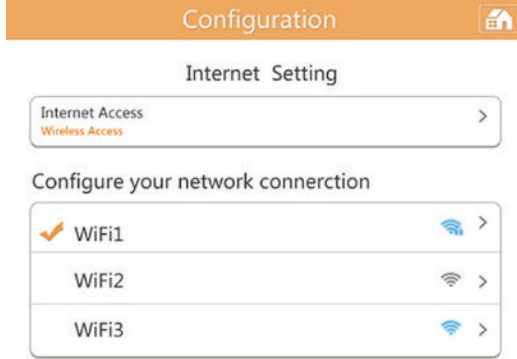 Configuration
Internet Setting
Internet Access
Wireless Access
Configure your network connerction
WiFi1
WiFi2
WiFi3